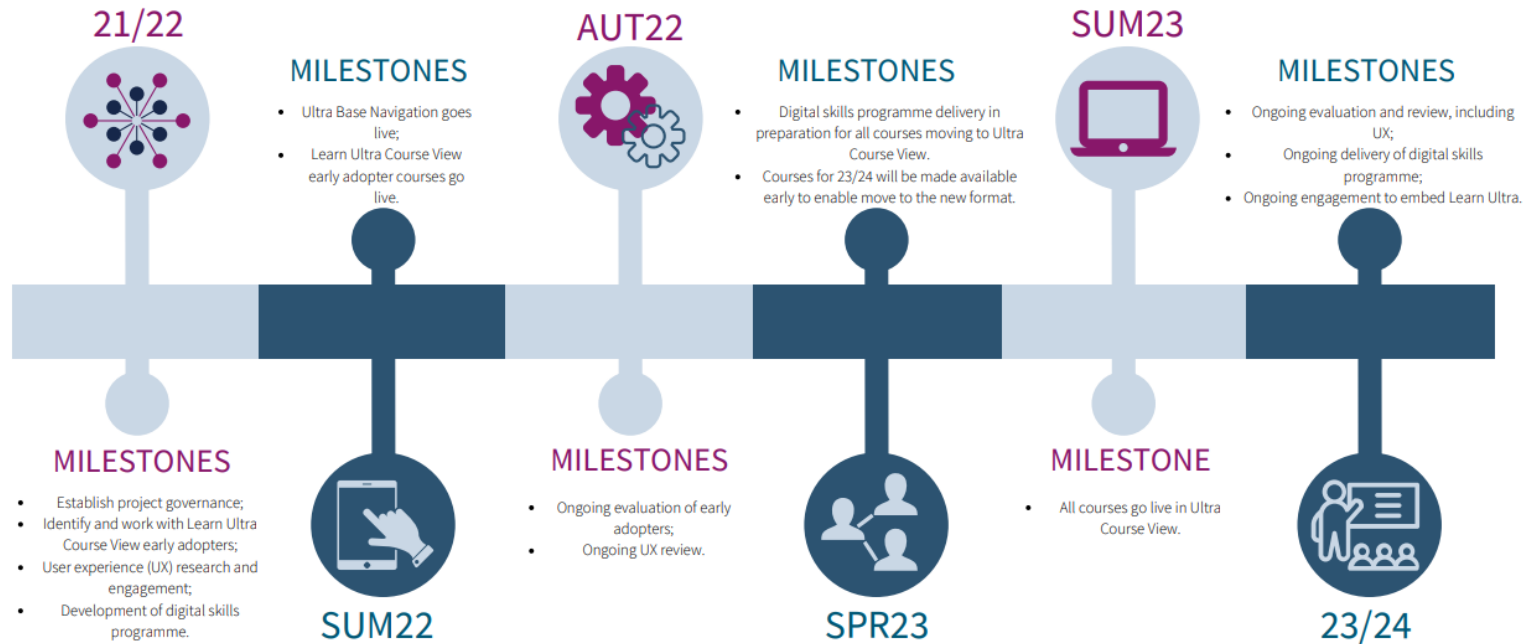 21/22
MILESTONES
• Establish project governance;
• Identify and work with Learn Ultra
Course View early adopters;
• User experience (UX) research and
engagement;
• Development of digital skills
programme.
MILESTONES
• Ultra Base Navigation goes
live;
• Learn Ultra Course View
early adopter courses go
live.
SUM22
AUT22
MILESTONES
• Ongoing evaluation of early
adopters;
• Ongoing UX review.
MILESTONES
• Digital skills programme delivery in
preparation for all courses moving to Ultra
Course View.
• Courses for 23/24 will be made available
early to enable move to the new format.
SPR23
SUM23
MILESTONE
• All courses go live in Ultra
Course View.
MILESTONES
• Ongoing evaluation and review, including
UX;
• Ongoing delivery of digital skills
programme;
• Ongoing engagement to embed Learn Ultra.
23/24